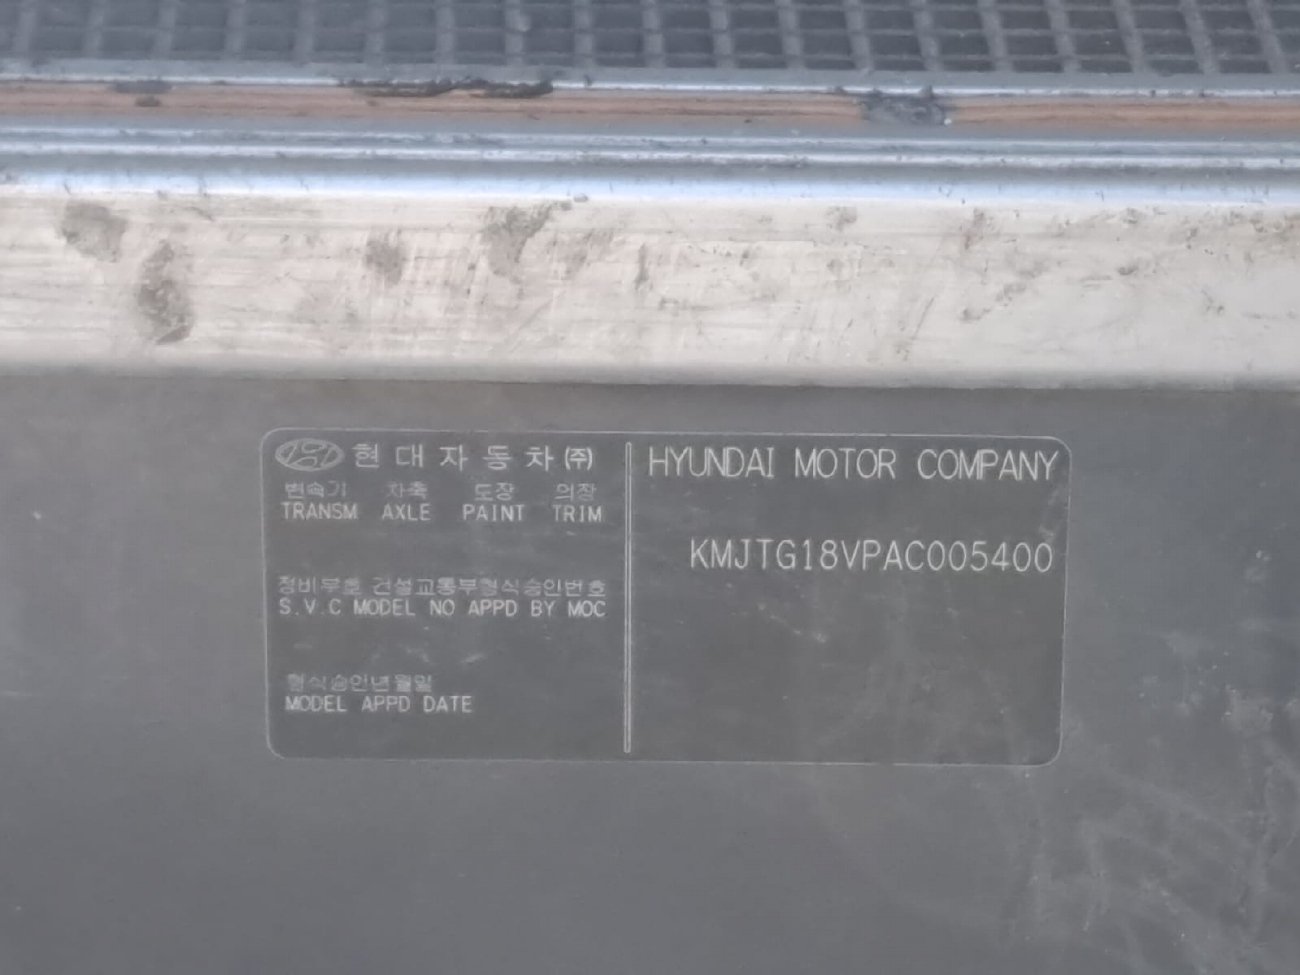 현대자동차(주)
변속기 차축 도장 의장
TRANSM AXLE PAINT TRIM
정비부호 건설교통부형식승인번호
S.V.C MODEL NO APPD BY MOC
형식승인년월일
MODEL APPD DATE
HYUNDAI MOTOR COMPANY
KMJTG18VPAC005400